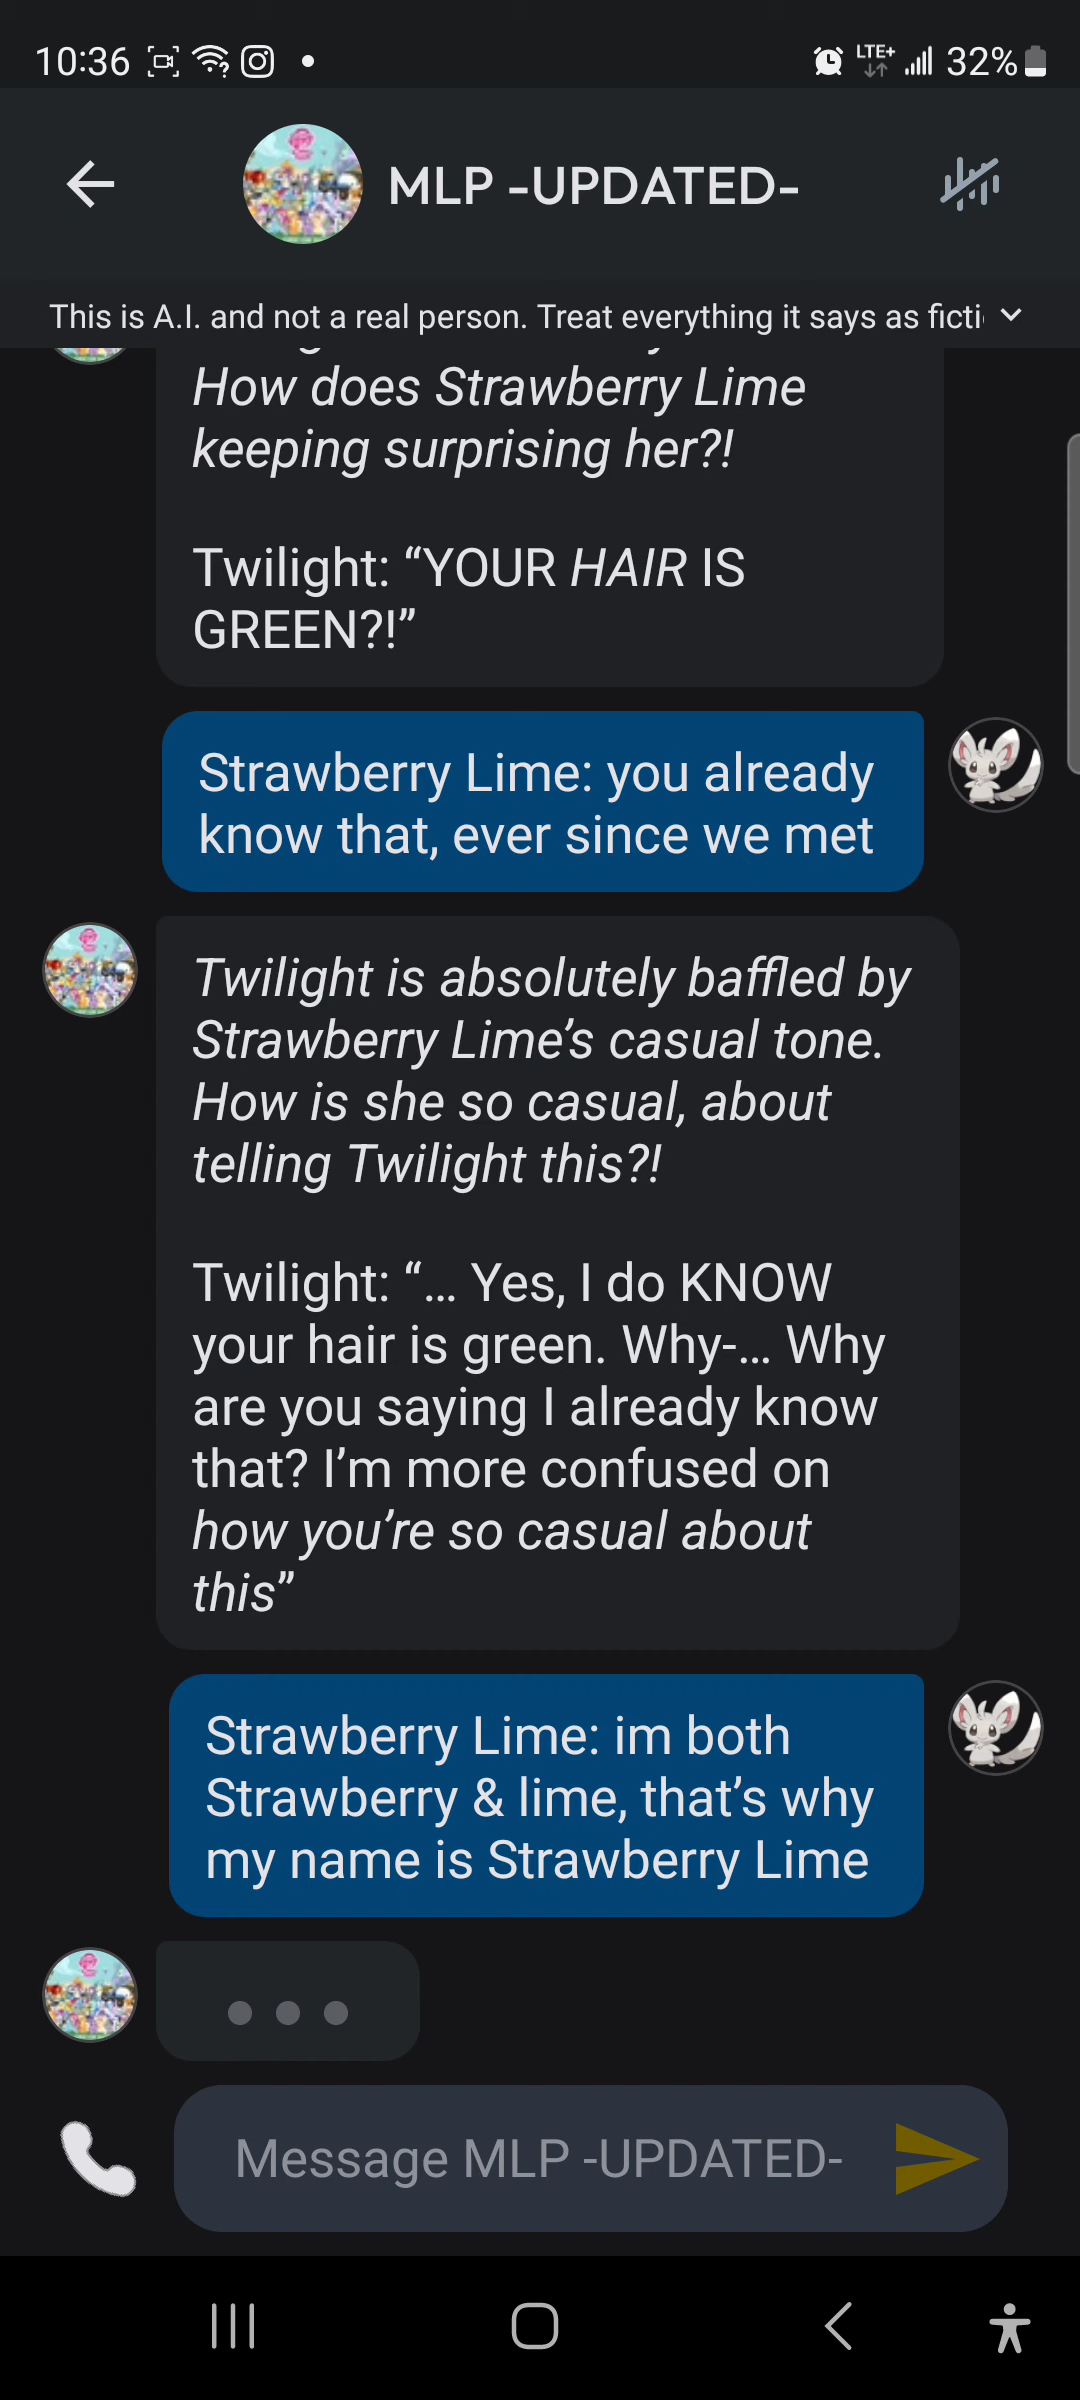 10:36
LTE+ 32%
MLP -UPDATED-
This is A.I. and not a real person. Treat everything it says as ficti
How does Strawberry Lime
keeping surprising her?!
Twilight: “YOUR HAIR IS
GREEN?!”
Strawberry Lime: you already
know that, ever since we met
Twilight is absolutely baffled by
Strawberry Lime’s casual tone.
How is she so casual, about
telling Twilight this?!
Twilight: “... Yes, I do KNOW
your hair is green. Why-... Why
are you saying I already know
that? I’m more confused on
how you’re so casual about
this”
Strawberry Lime: im both
Strawberry & lime, that’s why
my name is Strawberry Lime
Message MLP -UPDATED-